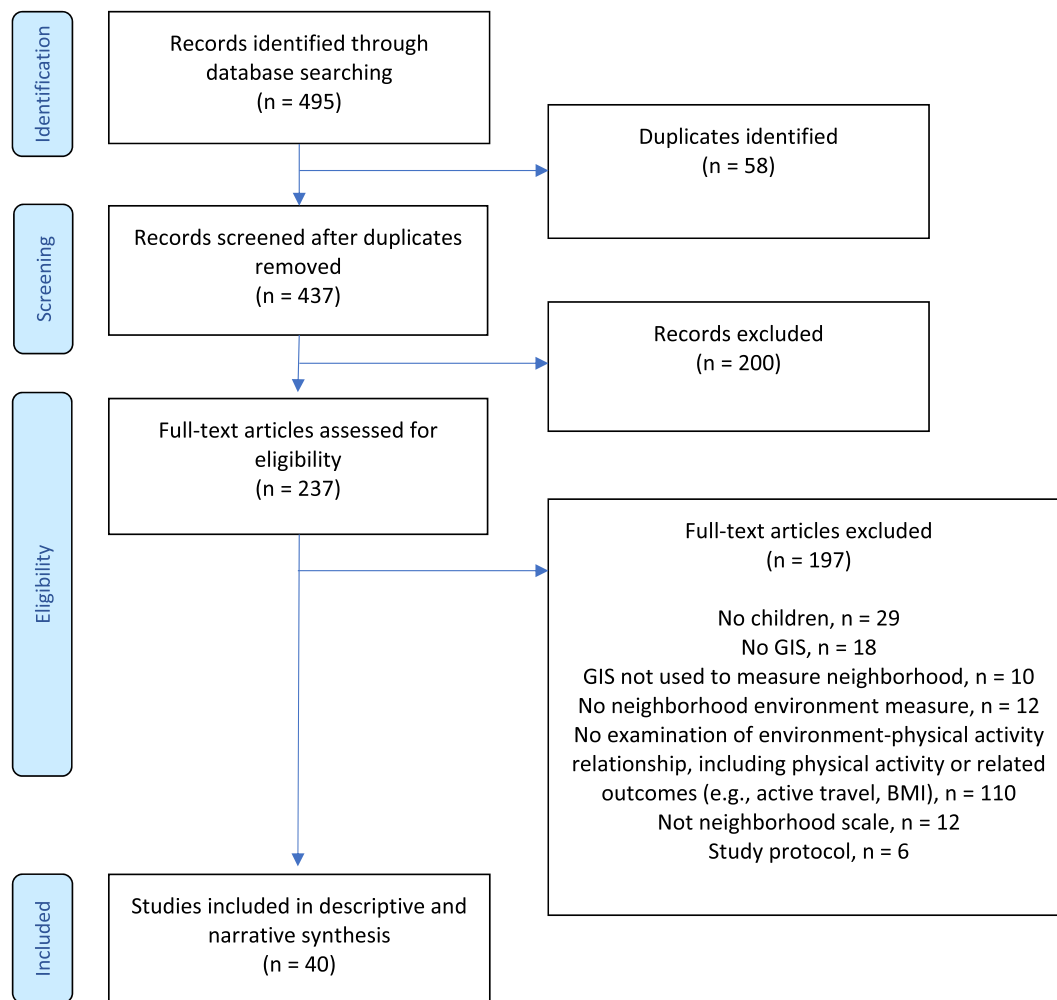 Identification
Records identified through
database searching
(n = 495)
Duplicates identified
(n = 58)
Screening
Records screened after duplicates
removed
(n = 437)
Records excluded
(n = 200)
Eligibility
Full-text articles assessed for
eligibility
(n = 237)
Full-text articles excluded
(n = 197)
No children, n = 29
No GIS, n = 18
GIS not used to measure neighborhood, n = 10
No neighborhood environment measure, n = 12
No examination of environment-physical activity
relationship, including physical activity or related
outcomes (e.g., active travel, BMI), n = 110
Not neighborhood scale, n = 12
Study protocol, n = 6
Included
Studies included in descriptive and
narrative synthesis
(n = 40)